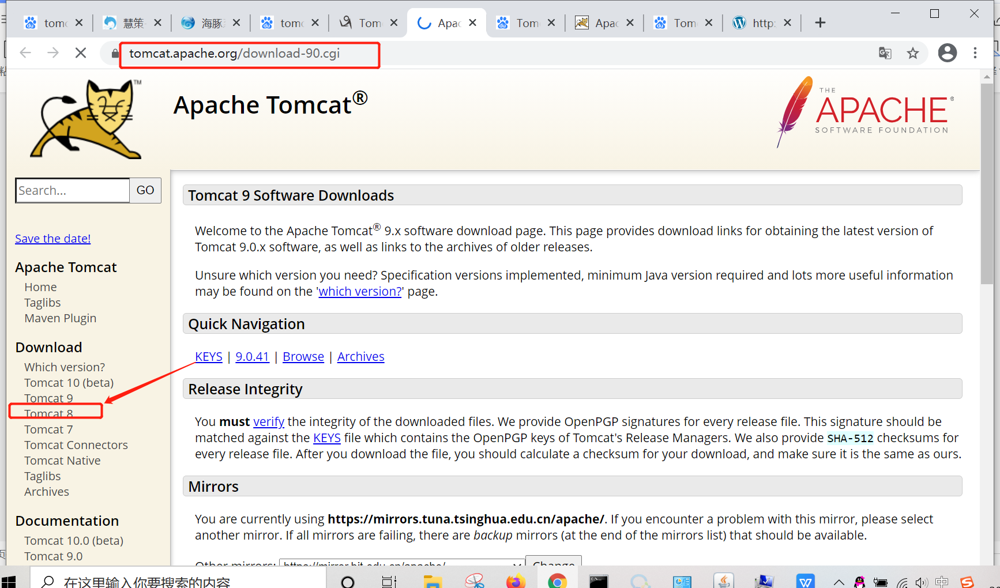 tomc
慧策-
海豚
tomc
Tom
Apac
Tom
Apac
Tom
http:
tomcat.apache.org/download-90.cgi
TM
Apache Tomcat®
THE
APACHE®
SOFTWARE FOUNDATION
Search...
GO
Save the date!
Apache Tomcat
Home
Taglibs
Maven Plugin
Download
Which version?
Tomcat 10 (beta)
Tomcat 9
Tomcat 8
Tomcat 7
Tomcat Connectors
Tomcat Native
Taglibs
Archives
Documentation
Tomcat 10.0 (beta)
Tomcat 9.0
Tomcat 9 Software Downloads
Welcome to the Apache Tomcat® 9.x software download page. This page provides download links for obtaining the latest version of
Tomcat 9.0.x software, as well as links to the archives of older releases.
Unsure which version you need? Specification versions implemented, minimum Java version required and lots more useful information
may be found on the 'which version?' page.
Quick Navigation
KEYS | 9.0.41 | Browse | Archives
Release Integrity
You must verify the integrity of the downloaded files. We provide OpenPGP signatures for every release file. This signature should be
matched against the KEYS file which contains the OpenPGP keys of Tomcat's Release Managers. We also provide SHA-512 checksums for
every release file. After you download the file, you should calculate a checksum for your download, and make sure it is the same as ours.
Mirrors
You are currently using https://mirrors.tuna.tsinghua.edu.cn/apache/. If you encounter a problem with this mirror, please select
another mirror. If all mirrors are failing, there are backup mirrors (at the end of the mirrors list) that should be available.
Other mirrors: https://mirror.bit.edu.cn/apache/ Change
在这里输入你要搜索的内容
中